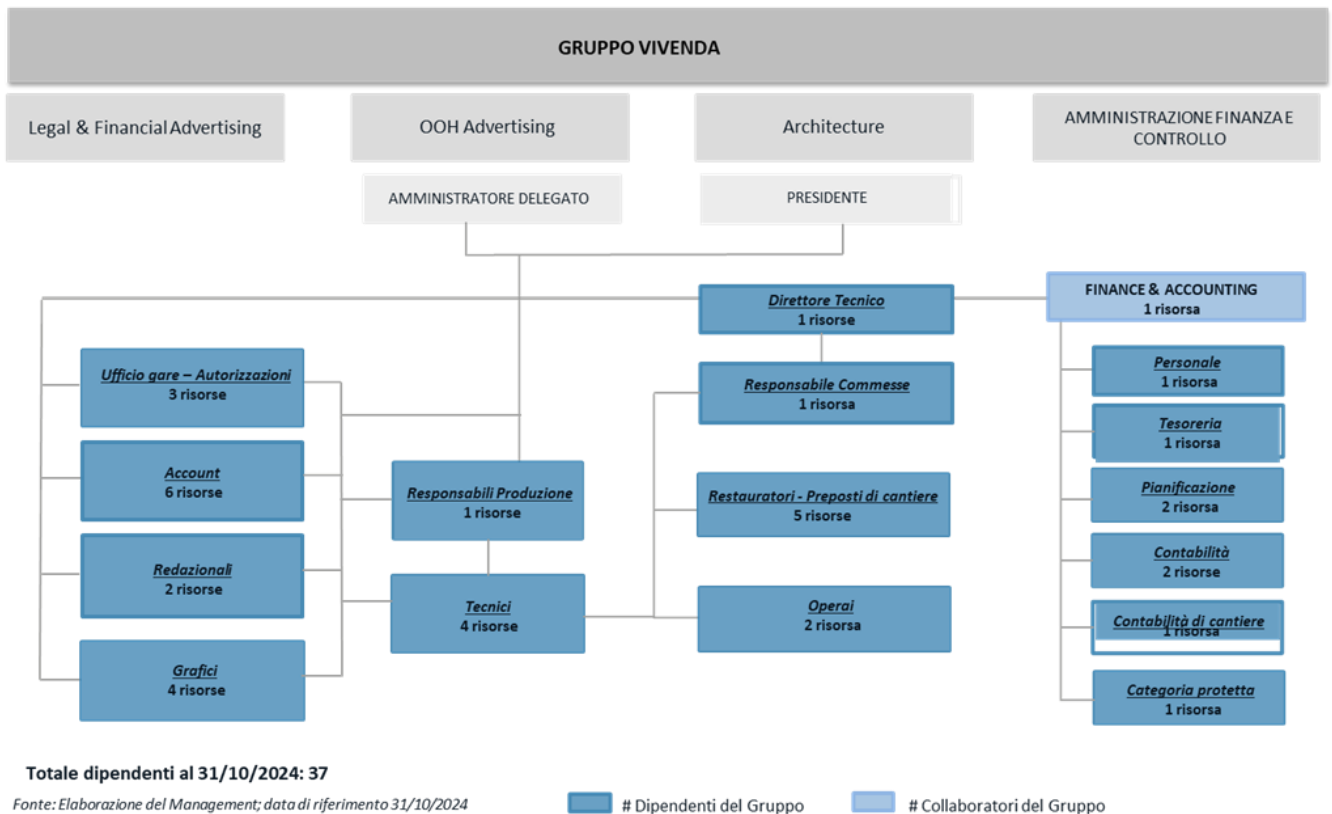 GRUPPO VIVENDA
Legal & Financial Advertising
OOH Advertising
Architecture
AMMINISTRAZIONE FINANZA E
CONTROLLO
AMMINISTRATORE DELEGATO
PRESIDENTE
Direttore Tecnico
1 risorse
FINANCE & ACCOUNTING
1 risorsa
Ufficio gare – Autorizzazioni
3 risorse
Account
6 risorse
Redazionali
2 risorse
Grafici
4 risorse
Responsabili Produzione
1 risorse
Tecnici
4 risorse
Responsabile Commesse
1 risorsa
Restauratori - Preposti di cantiere
5 risorse
Operai
2 risorsa
Personale
1 risorsa
Tesoreria
1 risorsa
Pianificazione
2 risorse
Contabilità
2 risorse
Contabilità di cantiere
1 risorsa
Categoria protetta
1 risorsa
Totale dipendenti al 31/10/2024: 37
Fonte: Elaborazione del Management; data di riferimento 31/10/2024
# Dipendenti del Gruppo
# Collaboratori del Gruppo